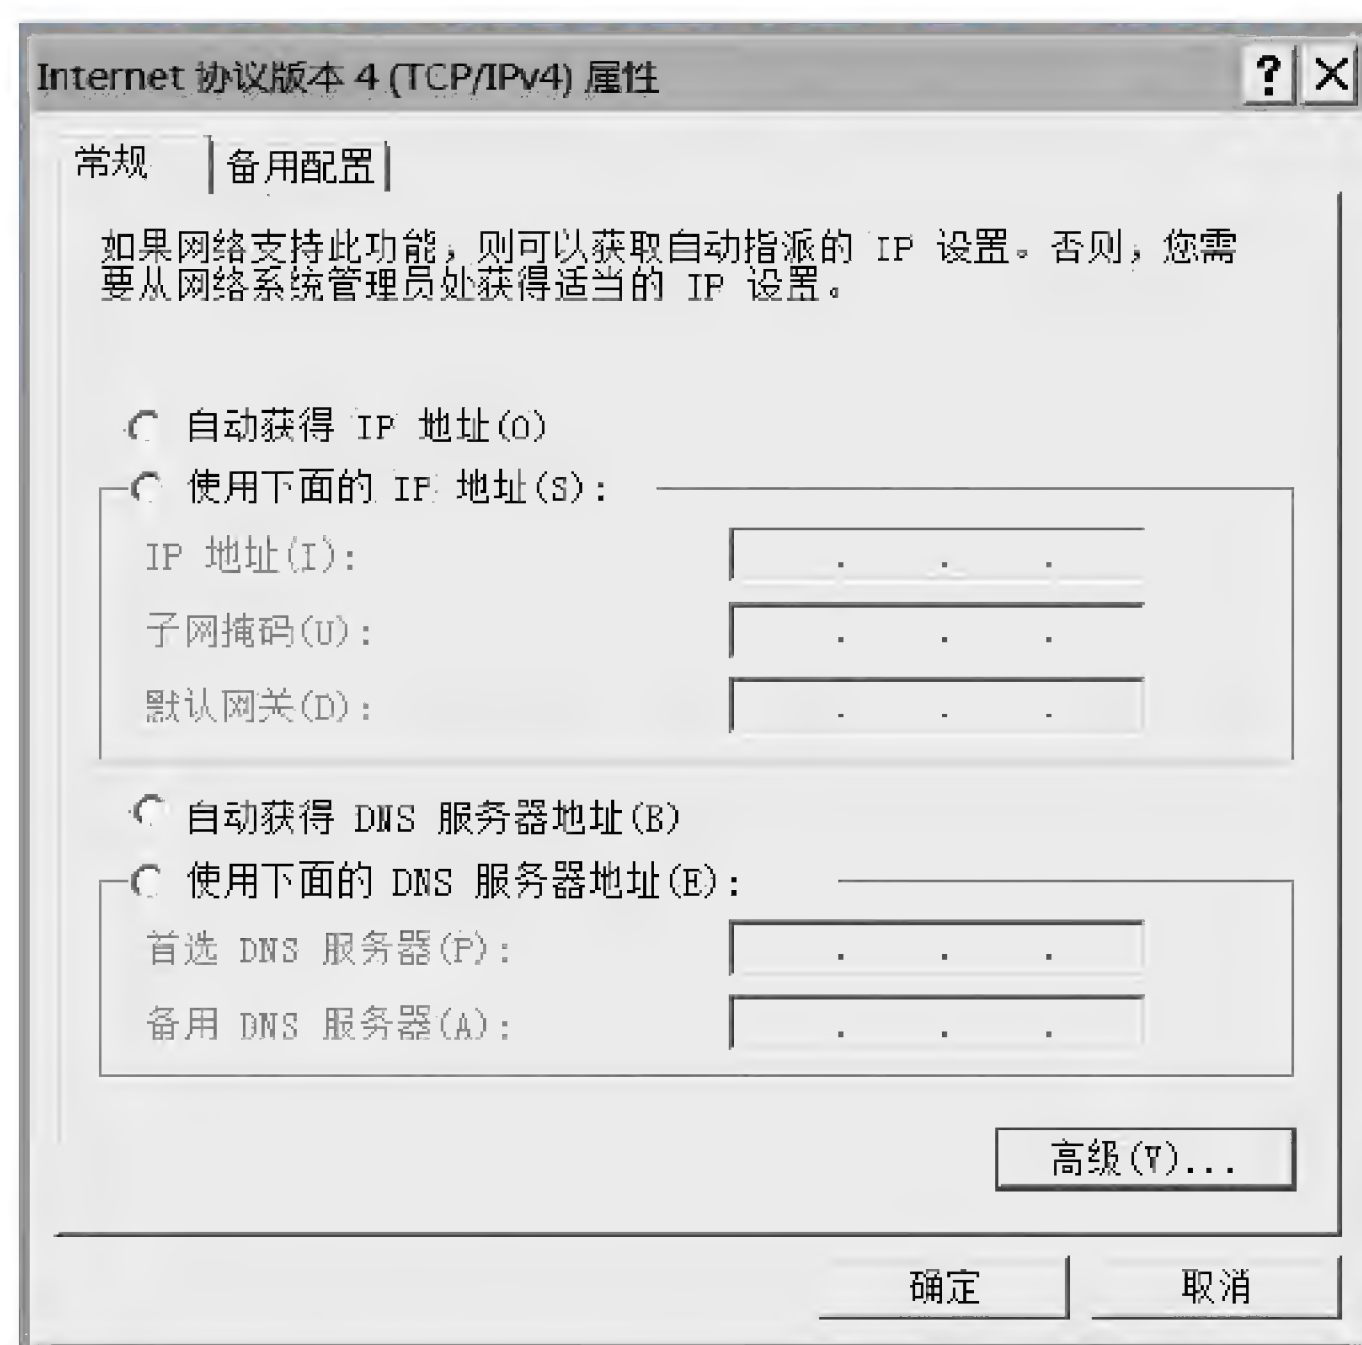 Internet 协议版本 4 (TCP/IPv4) 属性
常规 备用配置
如果网络支持此功能，则可以获取自动指派的 IP 设置。否则，您需
要从网络系统管理员处获得适当的 IP 设置。
自动获得 IP 地址(O)
使用下面的 IP 地址(S):
IP 地址(I):
子网掩码(U):
默认网关(D):
自动获得 DNS 服务器地址(B)
使用下面的 DNS 服务器地址(E):
首选 DNS 服务器(P):
备用 DNS 服务器(A):
高级(V)...
确定 取消